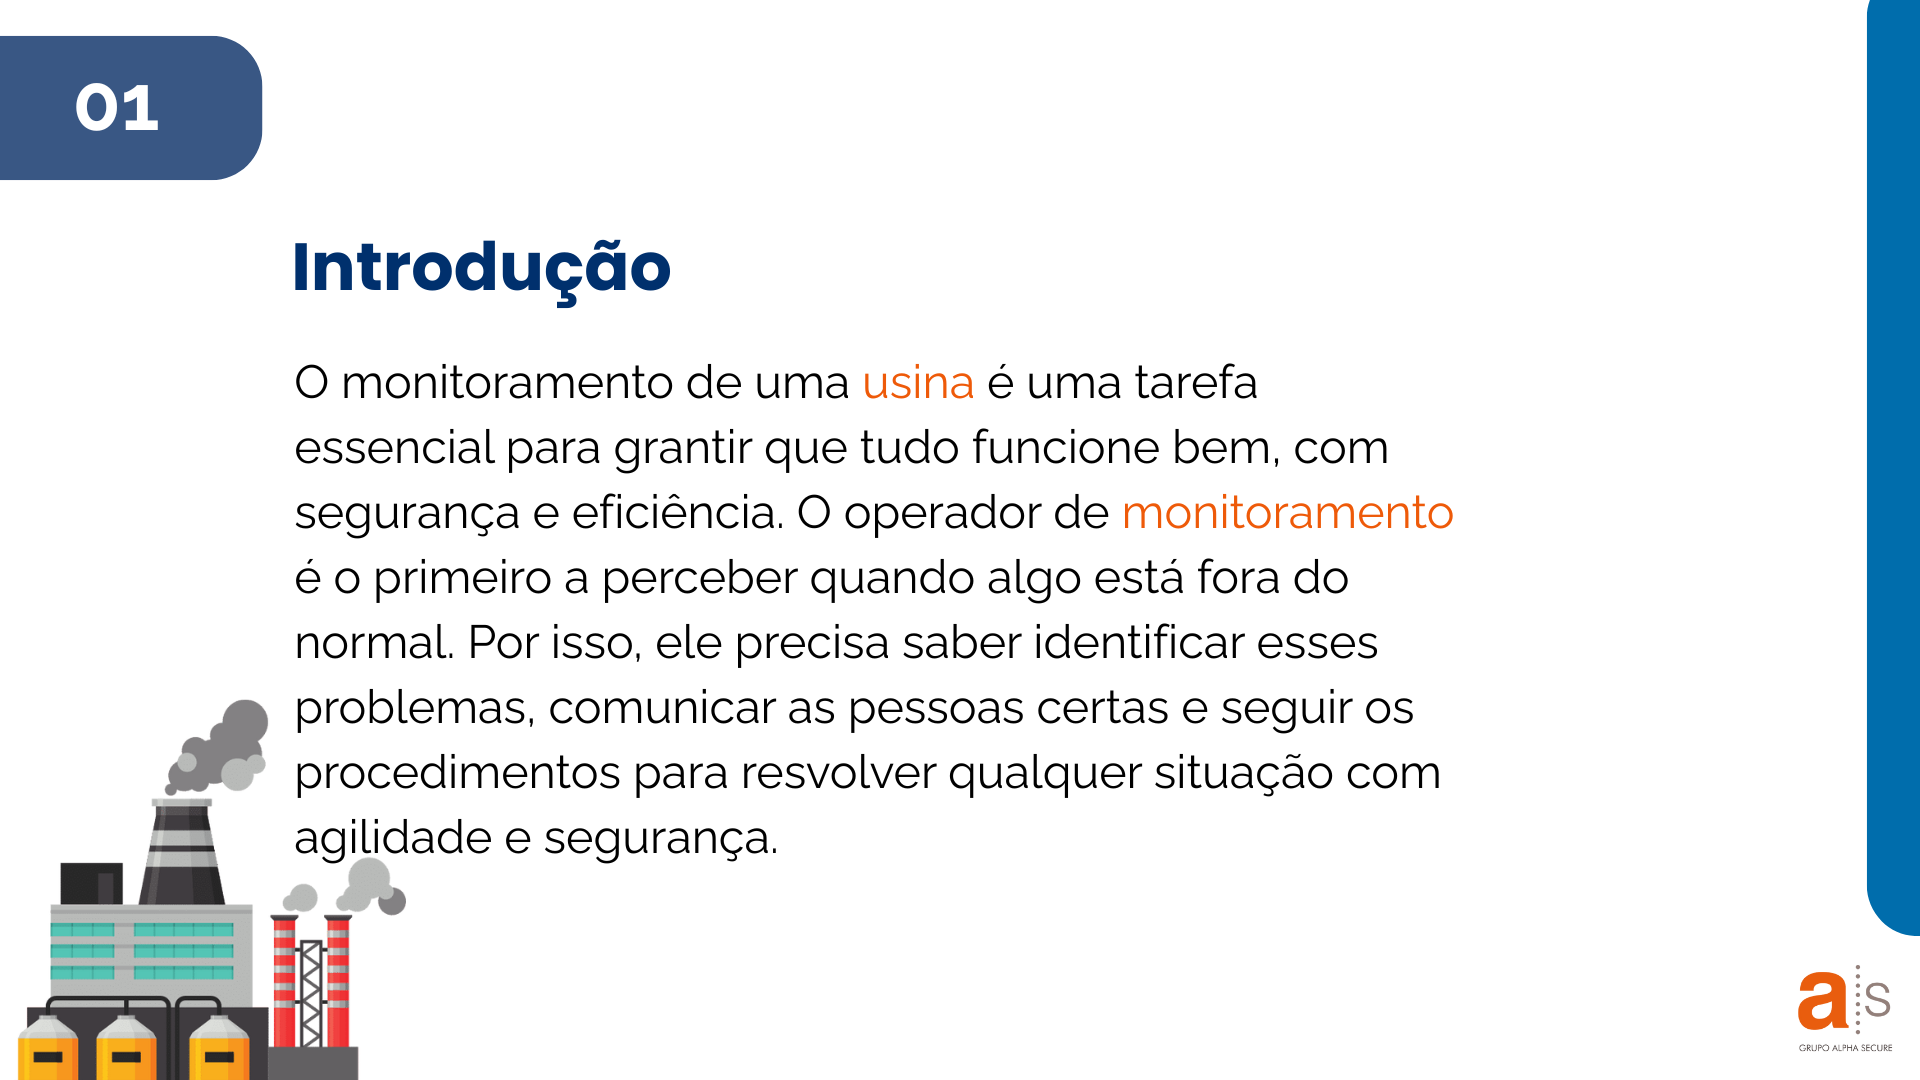 01
Introdução
O monitoramento de uma usina é uma tarefa
essencial para grantir que tudo funcione bem, com
segurança e eficiência. O operador de monitoramento
é o primeiro a perceber quando algo está fora do
normal. Por isso, ele precisa saber identificar esses
problemas, comunicar as pessoas certas e seguir os
procedimentos para resvolver qualquer situação com
agilidade e segurança.
a s
GRUPO ALPHA SECURE